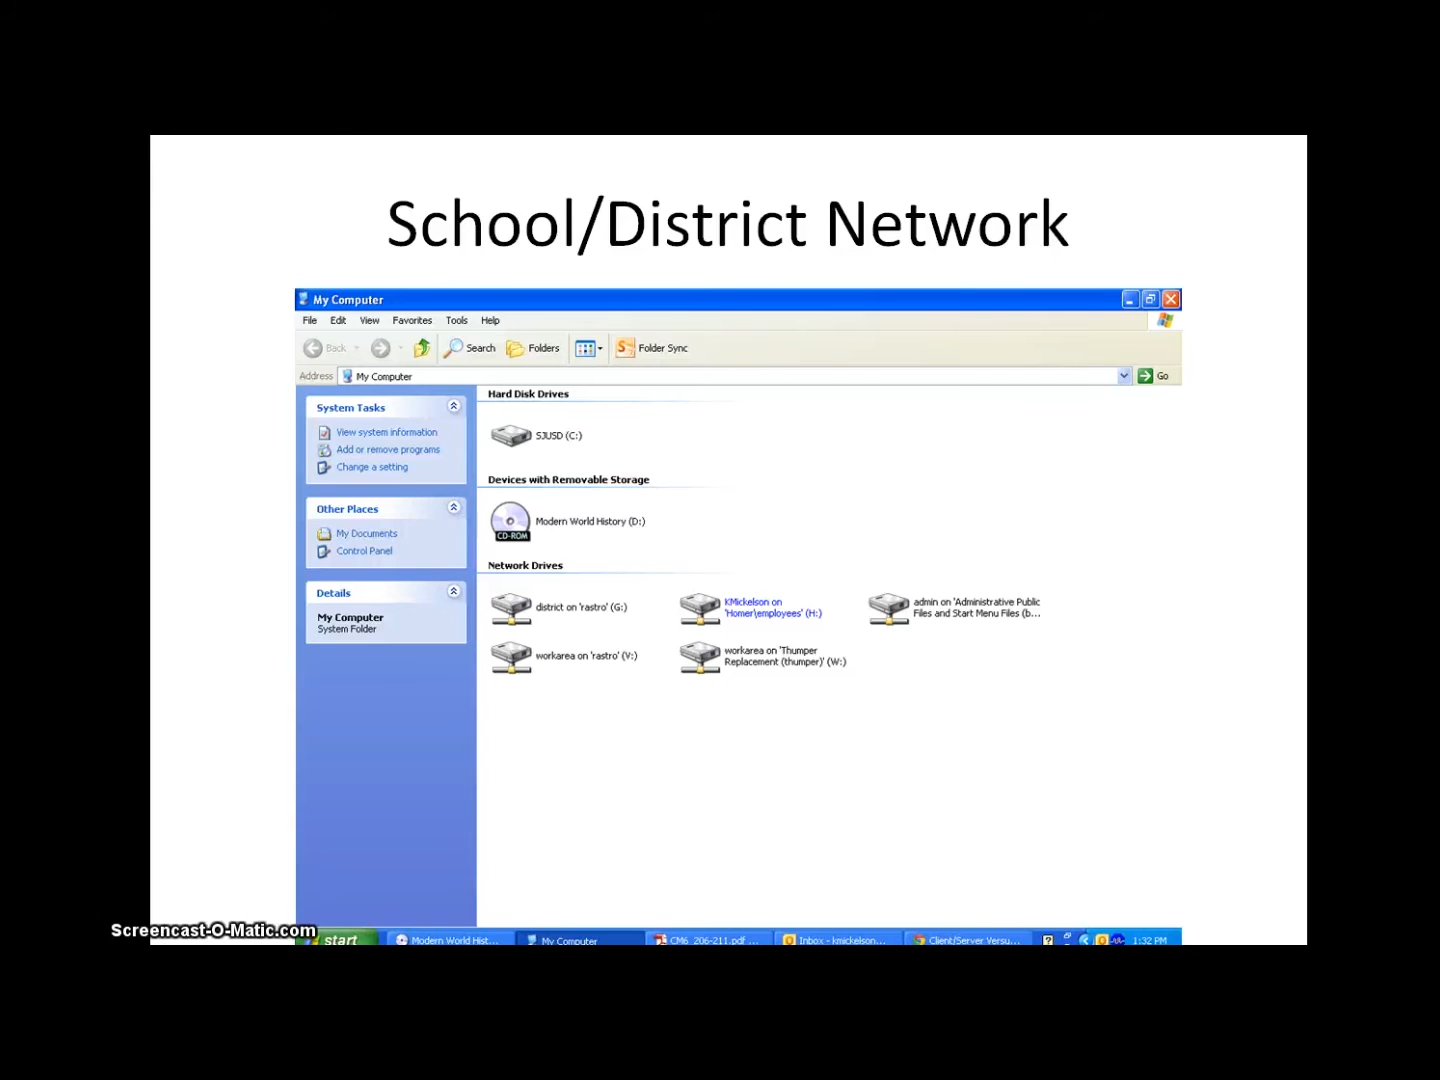 School/District Network
My Computer
File Edit View Favorites Tools Help
Back Search Folders Folder Sync
Address My Computer Go
System Tasks
View system information
Add or remove programs
Change a setting
Other Places
My Documents
Control Panel
Details
My Computer
System Folder
Hard Disk Drives
SJUSD (C:)
Devices with Removable Storage
CD-ROM
Modern World History (D:)
Network Drives
district on 'rastro' (G:)
KMickelson on
'Homer\employees' (H:)
admin on 'Administrative Public
Files and Start Menu Files (b...
workarea on 'rastro' (V:)
workarea on 'Thumper
Replacement (thumper)' (W:)
Screencast-O-Matic.com
start Modern World Hist... My Computer CM6_206-211.pdf ... Inbox - kmickelson... Client/Server Versu... 1:32 PM